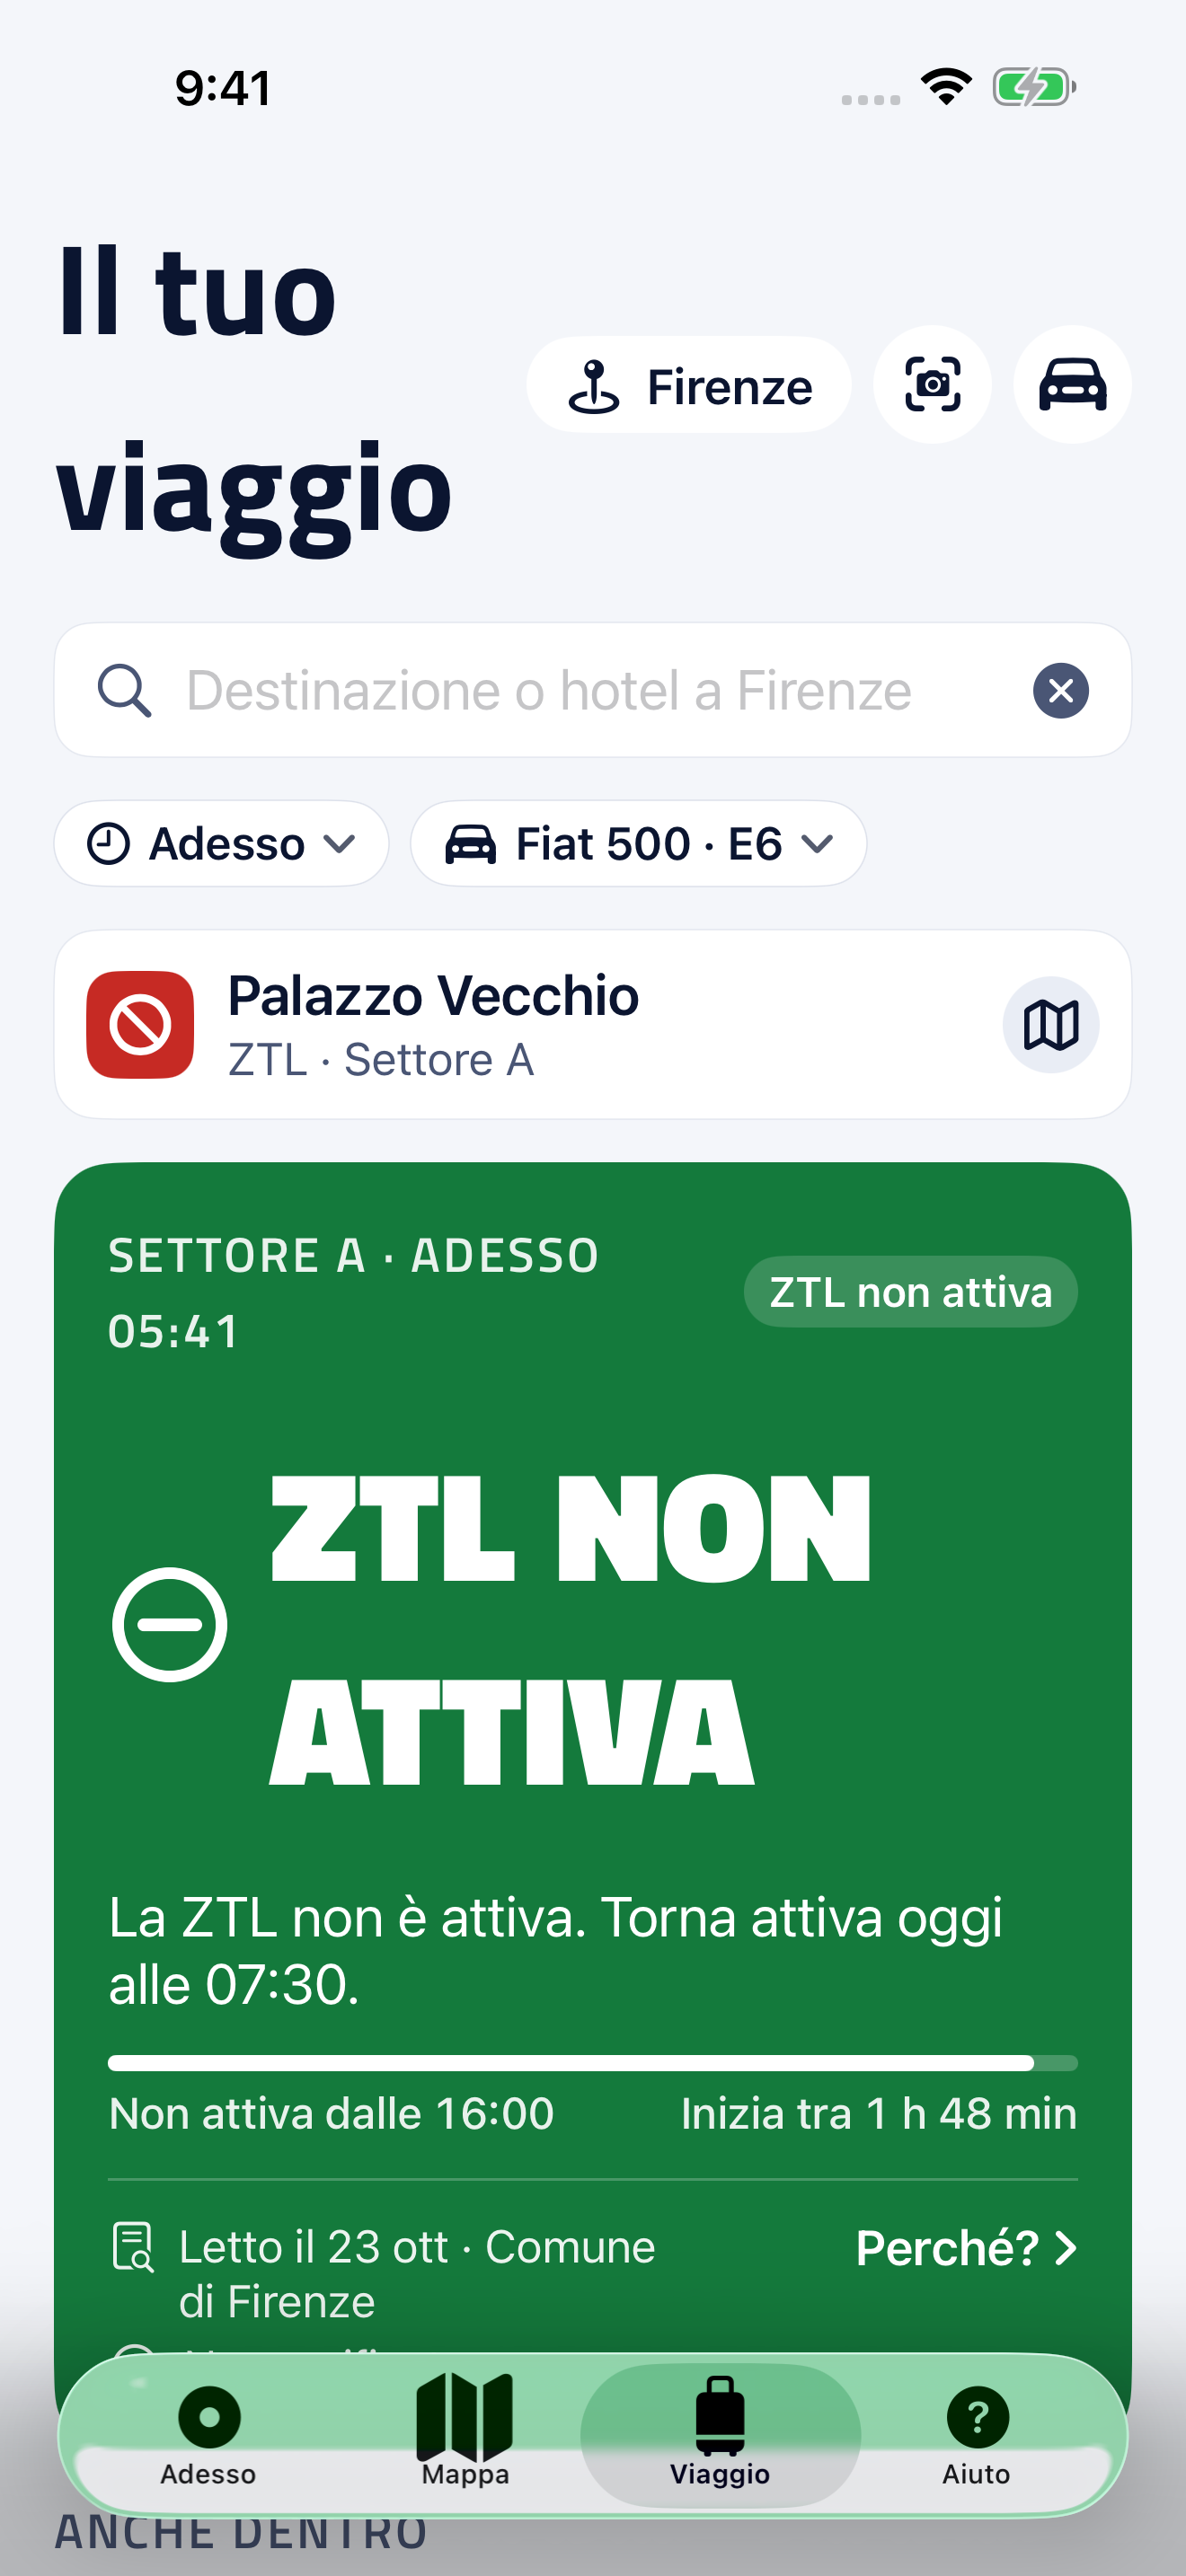 9:41
Il tuo
viaggio
Firenze
Destinazione o hotel a Firenze
Adesso
Fiat 500 · E6
Palazzo Vecchio
ZTL · Settore A
SETTORE A · ADESSO
05:41
ZTL non attiva
ZTL NON
ATTIVA
La ZTL non è attiva. Torna attiva oggi
alle 07:30.
Non attiva dalle 16:00
Inizia tra 1 h 48 min
Letto il 23 ott · Comune
di Firenze
Perché?
Adesso
Mappa
Viaggio
Aiuto
ANCHE DENTRO